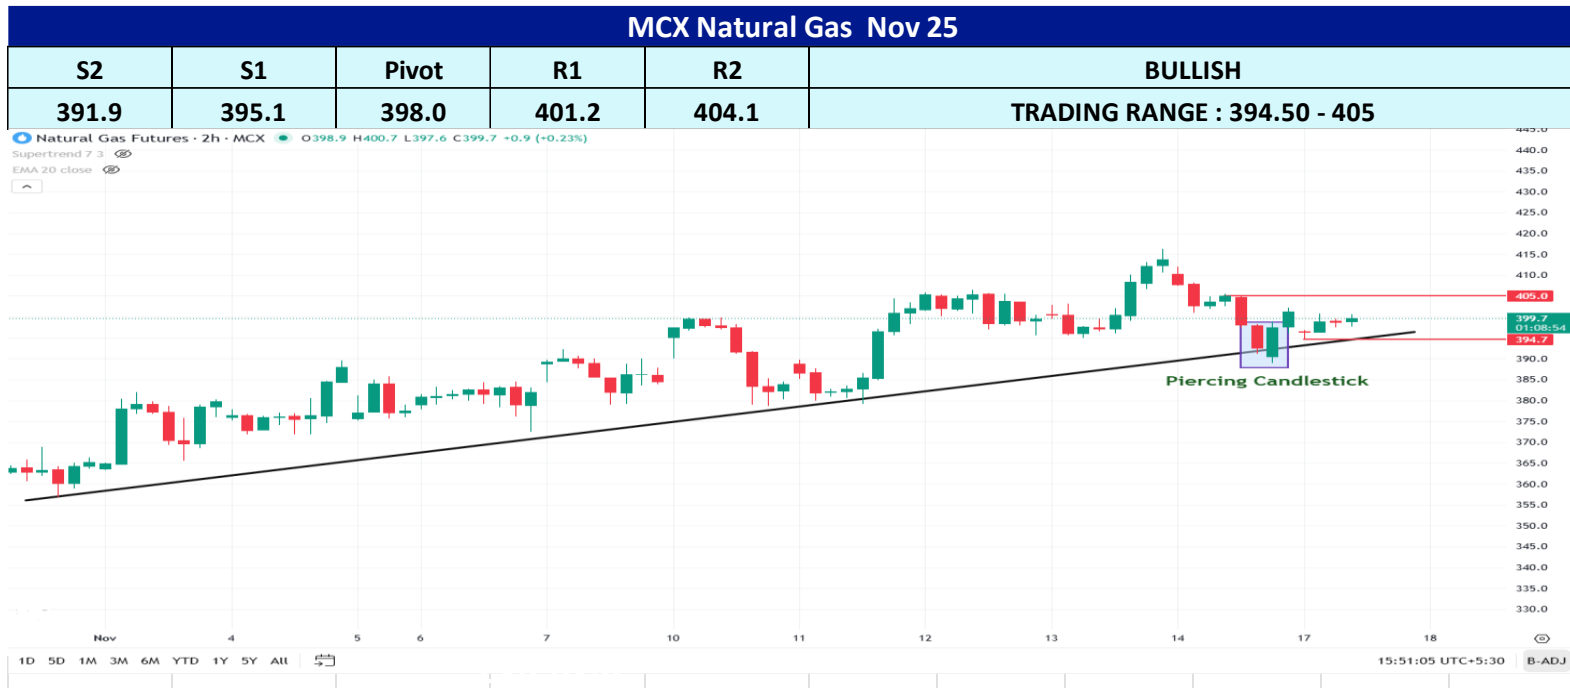 MCX Natural Gas  Nov 25
S2 S1 Pivot R1 R2 BULLISH
391.9 395.1 398.0 401.2 404.1 TRADING RANGE : 394.50 - 405
Natural Gas Futures · 2h · MCX O398.9 H400.7 L397.6 C399.7 +0.9 (+0.23%)
Supertrend 7 3
EMA 20 close
445.0
440.0
435.0
430.0
425.0
420.0
415.0
410.0
405.0
399.7
01:08:54
394.7
390.0
385.0
Piercing Candlestick
380.0
375.0
370.0
365.0
360.0
355.0
350.0
345.0
340.0
335.0
330.0
Nov 4 5 6 7 10 11 12 13 14 17 18
1D 5D 1M 3M 6M YTD 1Y 5Y All 15:51:05 UTC+5:30 B-ADJ